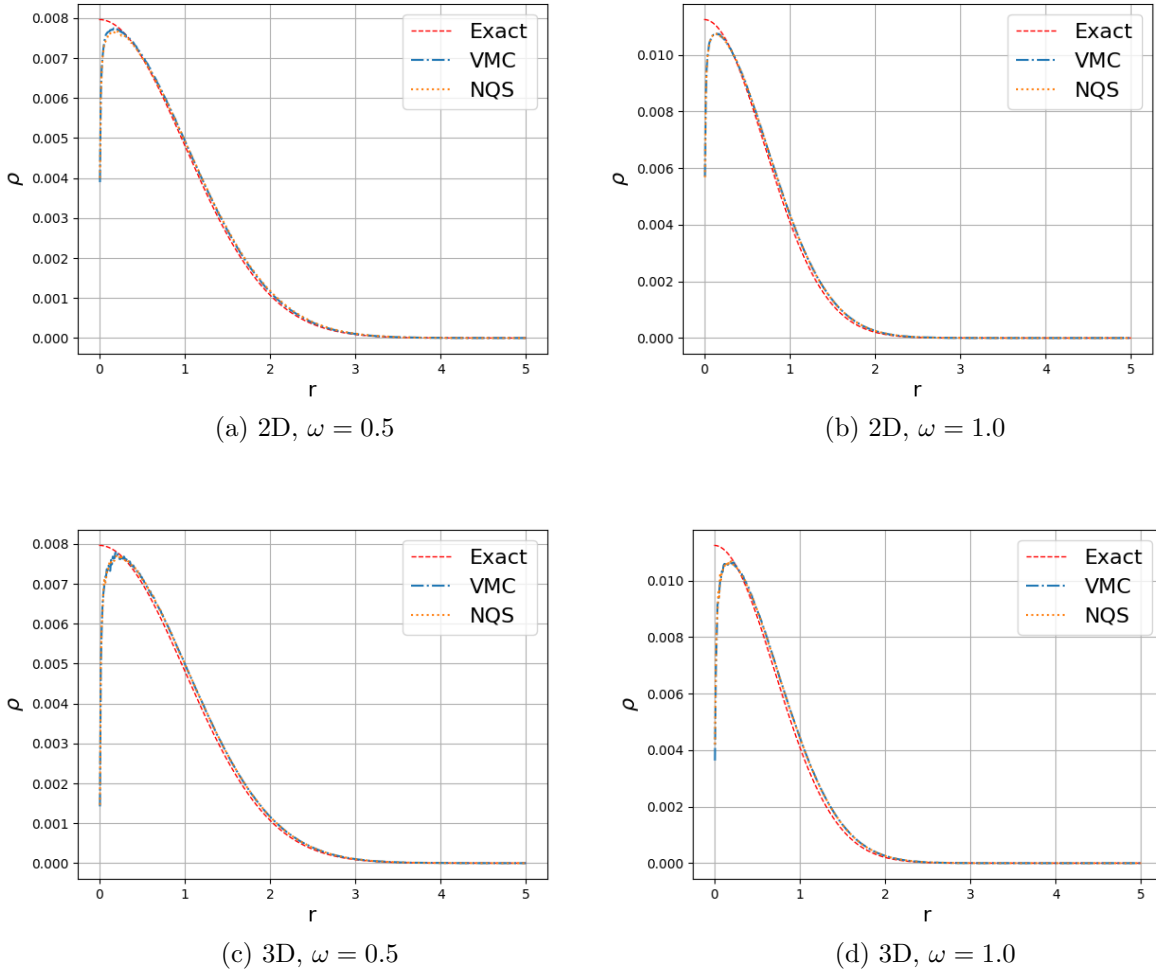 0.008
0.007
0.006
0.005
0.004
0.003
0.002
0.001
0.000
ρ
0 1 2 3 4 5
r
Exact
VMC
NQS
(a) 2D, ω = 0.5
0.010
0.008
0.006
0.004
0.002
0.000
ρ
0 1 2 3 4 5
r
Exact
VMC
NQS
(b) 2D, ω = 1.0
0.008
0.007
0.006
0.005
0.004
0.003
0.002
0.001
0.000
ρ
0 1 2 3 4 5
r
Exact
VMC
NQS
(c) 3D, ω = 0.5
0.010
0.008
0.006
0.004
0.002
0.000
ρ
0 1 2 3 4 5
r
Exact
VMC
NQS
(d) 3D, ω = 1.0